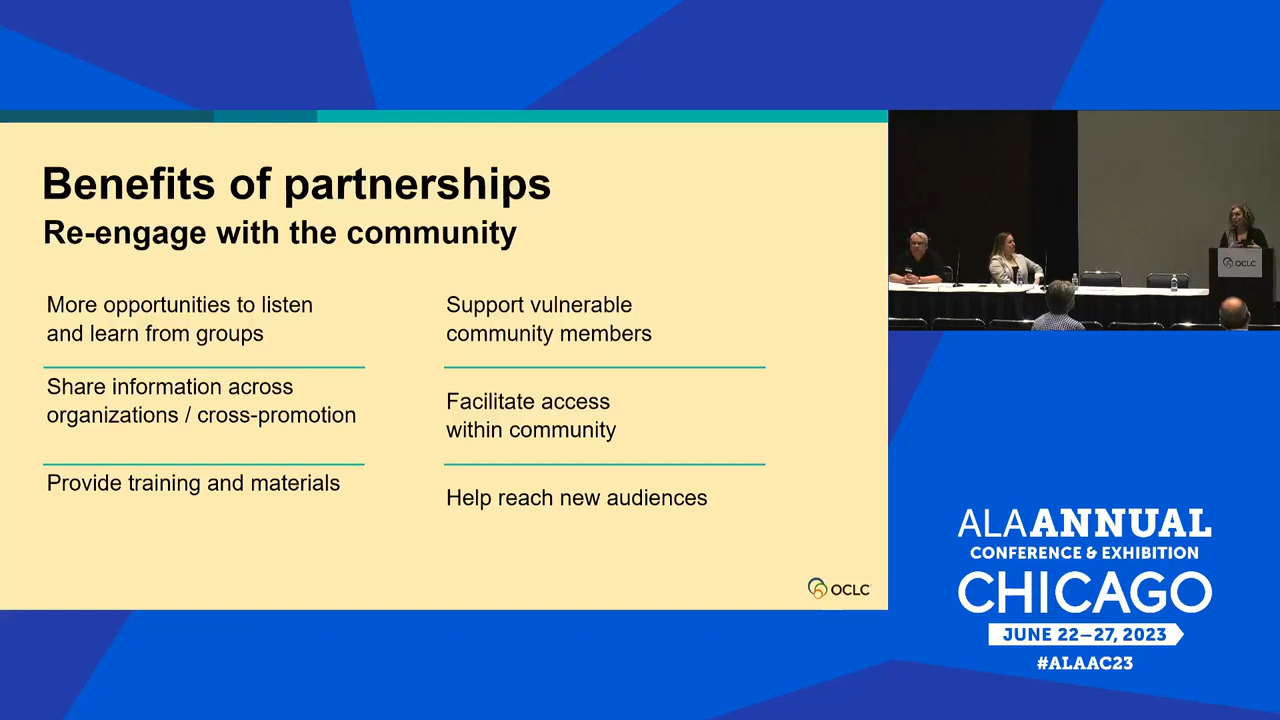 Benefits of partnerships
Re-engage with the community
More opportunities to listen
and learn from groups
Share information across
organizations / cross-promotion
Provide training and materials
Support vulnerable
community members
Facilitate access
within community
Help reach new audiences
OCLC
OCLC
ALAANNUAL
CONFERENCE & EXHIBITION
CHICAGO
JUNE 22–27, 2023
#ALAAC23